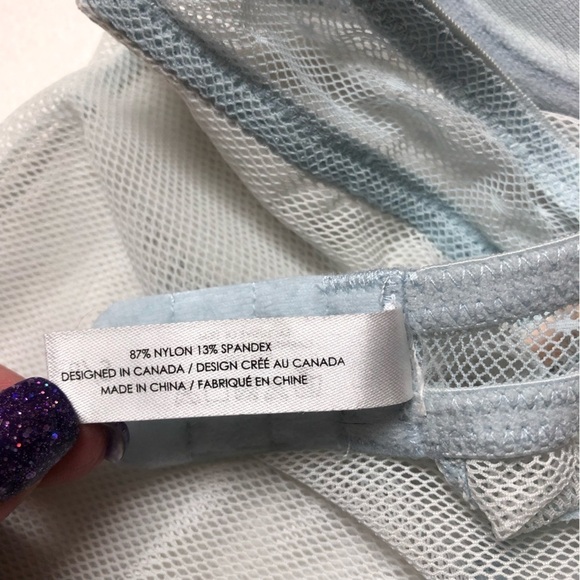 87% NYLON 13% SPANDEX
DESIGNED IN CANADA / DESIGN CRÉÉ AU CANADA
MADE IN CHINA / FABRIQUÉ EN CHINE